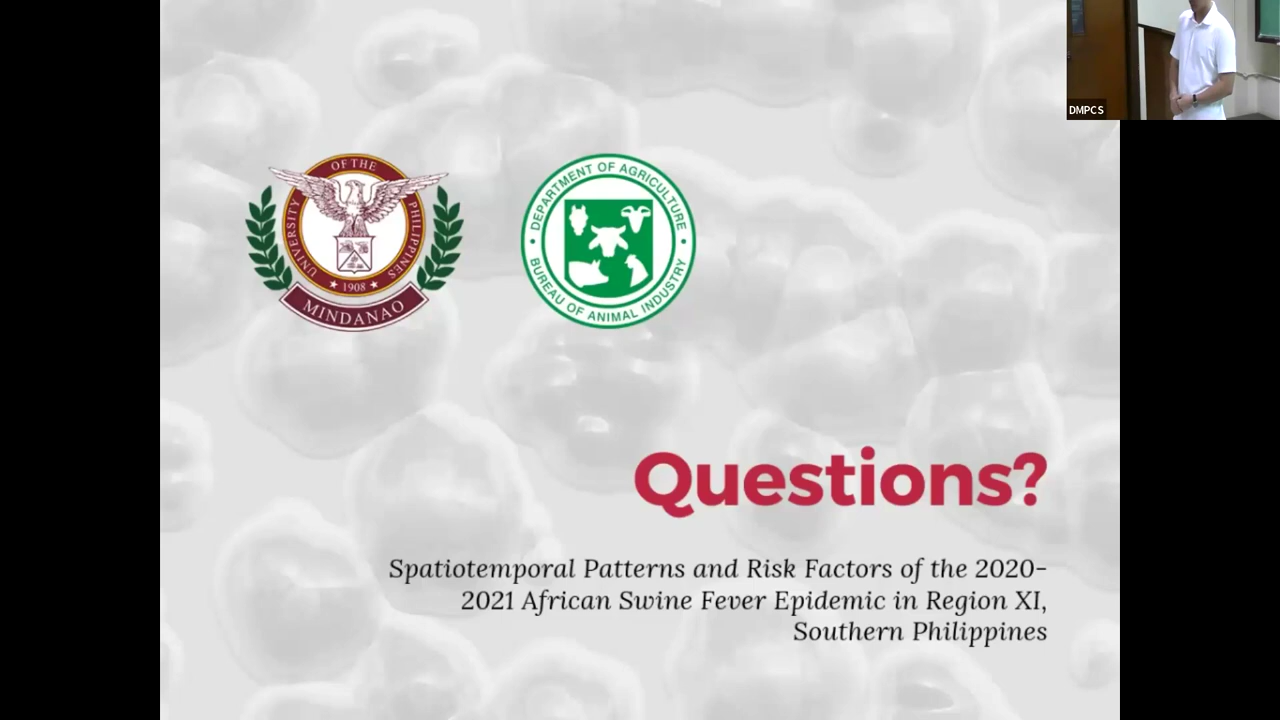 DMPCS
OF THE
UNIVERSITY
PHILIPPINES
1908
MINDANAO
DEPARTMENT OF AGRICULTURE
BUREAU OF ANIMAL INDUSTRY
Questions?
Spatiotemporal Patterns and Risk Factors of the 2020-
2021 African Swine Fever Epidemic in Region XI,
Southern Philippines